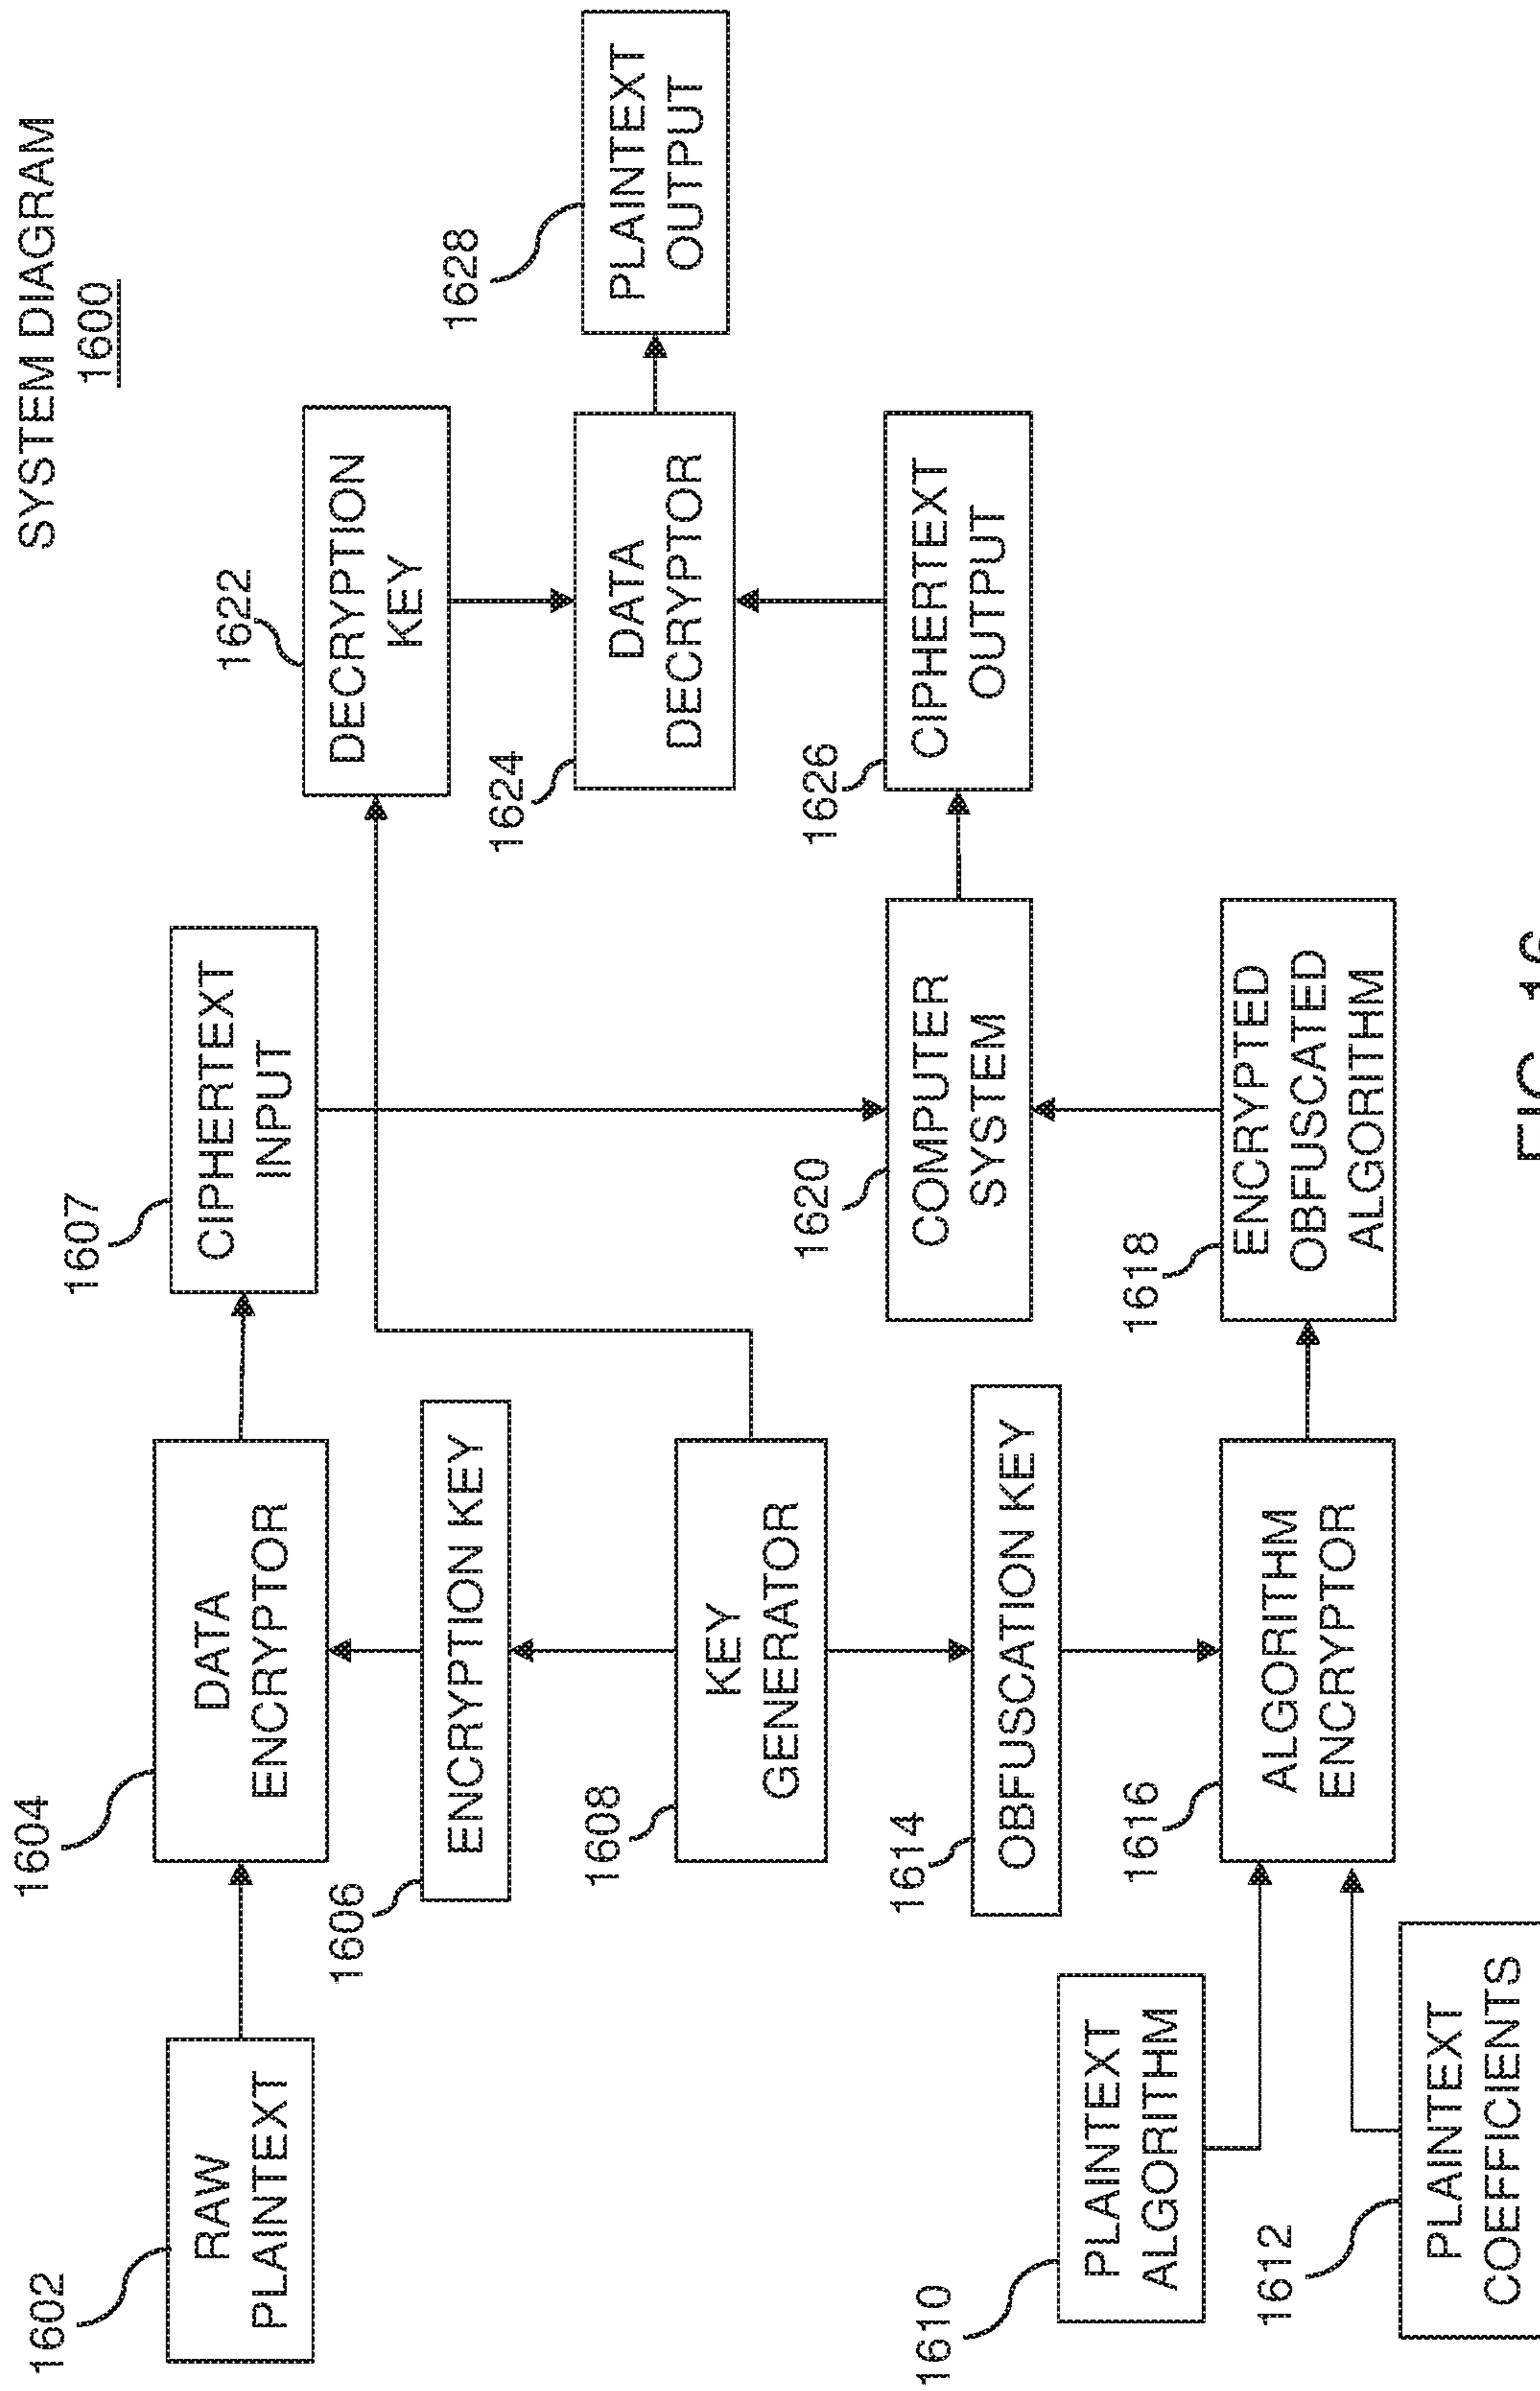 SYSTEM DIAGRAM
1600
1602
RAW
PLAINTEXT
1604
DATA
ENCRYPTOR
1607
CIPHERTEXT
INPUT
1606
ENCRYPTION KEY
1622
DECRYPTION
KEY
1608
KEY
GENERATOR
1624
DATA
DECRYPTOR
1628
PLAINTEXT
OUTPUT
1614
OBFUSCATION KEY
1620
COMPUTER
SYSTEM
1626
CIPHERTEXT
OUTPUT
1610
PLAINTEXT
ALGORITHM
1616
ALGORITHM
ENCRYPTOR
1618
ENCRYPTED
OBFUSCATED
ALGORITHM
1612
PLAINTEXT
COEFFICIENTS
FIG. 16